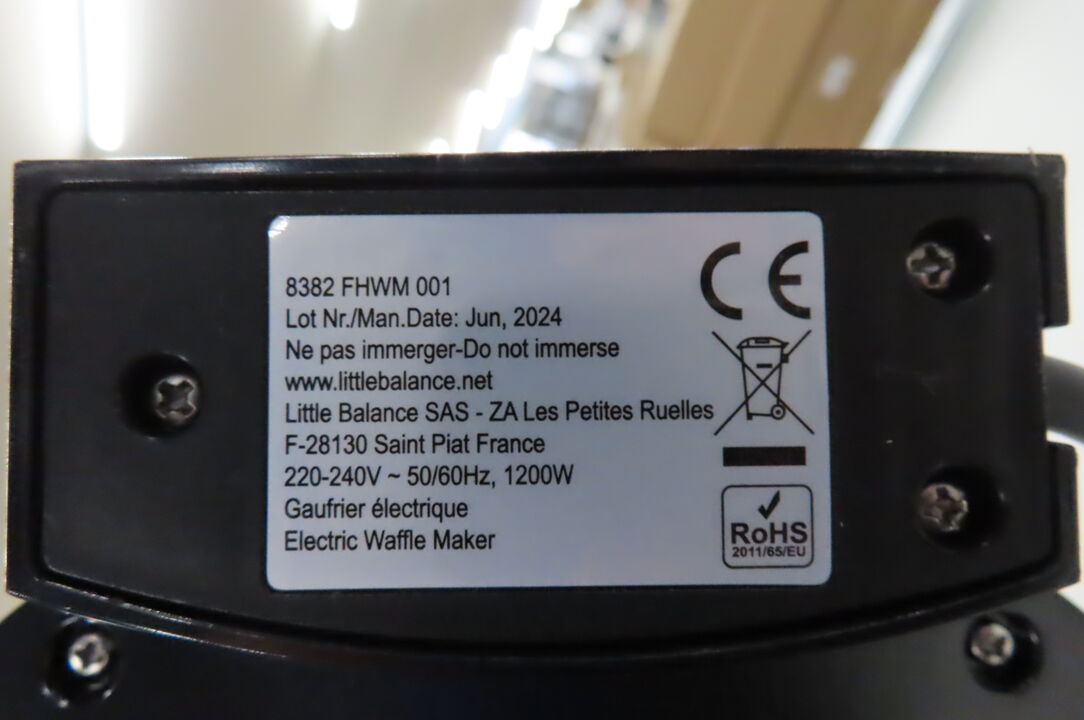 8382 FHWM 001
Lot Nr./Man.Date: Jun, 2024
Ne pas immerger-Do not immerse
www.littlebalance.net
Little Balance SAS - ZA Les Petites Ruelles
F-28130 Saint Piat France
220-240V ~ 50/60Hz, 1200W
Gaufrier électrique
Electric Waffle Maker
CE
RoHS
2011/65/EU